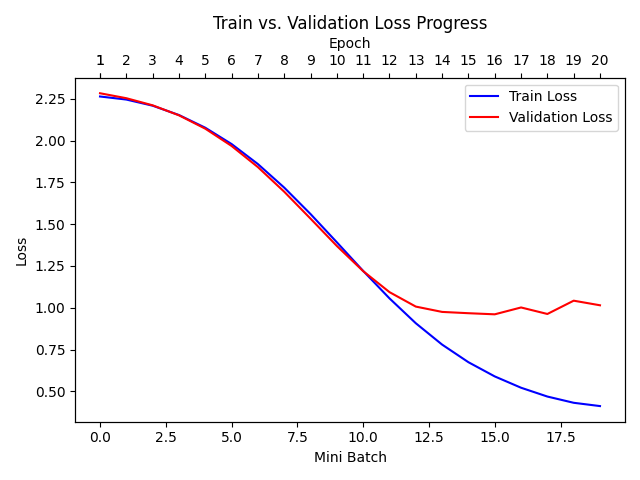 Train vs. Validation Loss Progress
Epoch
1 2 3 4 5 6 7 8 9 10 11 12 13 14 15 16 17 18 19 20
Train Loss
Validation Loss
2.25
2.00
1.75
1.50
1.25
1.00
0.75
0.50
Loss
0.0 2.5 5.0 7.5 10.0 12.5 15.0 17.5
Mini Batch